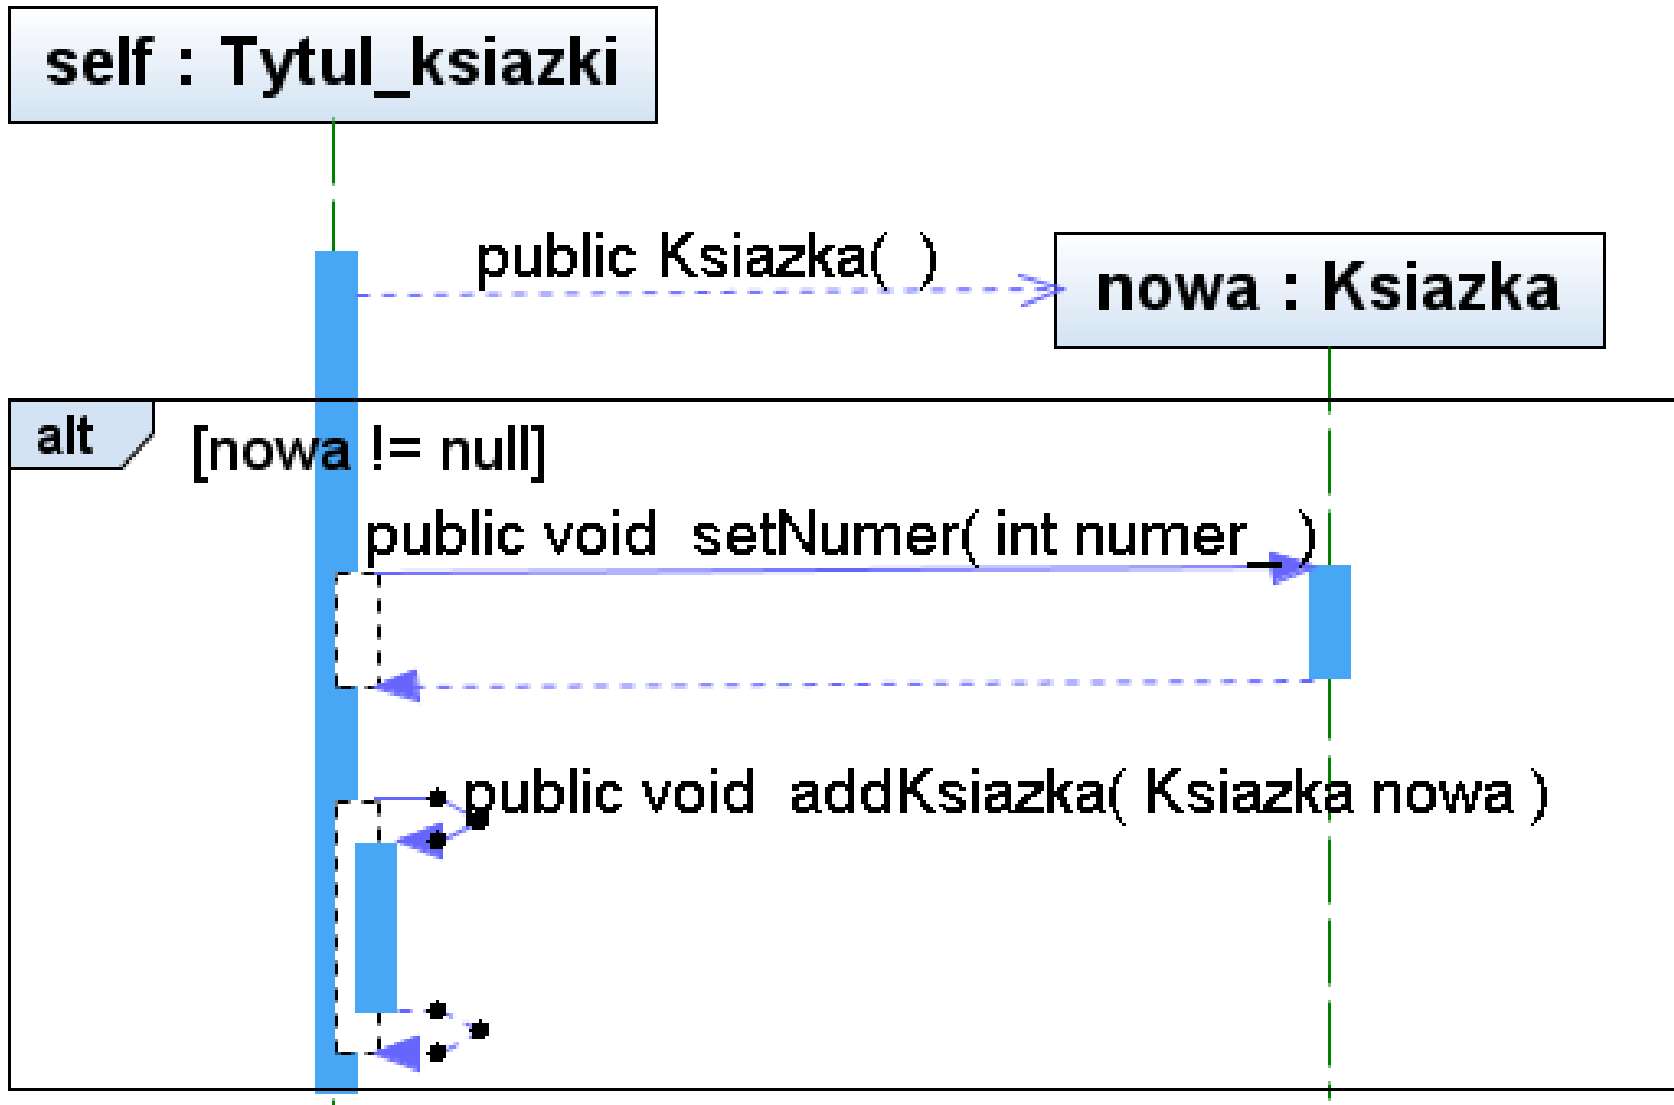 self : Tytul_ksiazki
public Ksiazka( )
nowa : Ksiazka
alt
[nowa != null]
public void setNumer( int numer_ )
public void addKsiazka( Ksiazka nowa )